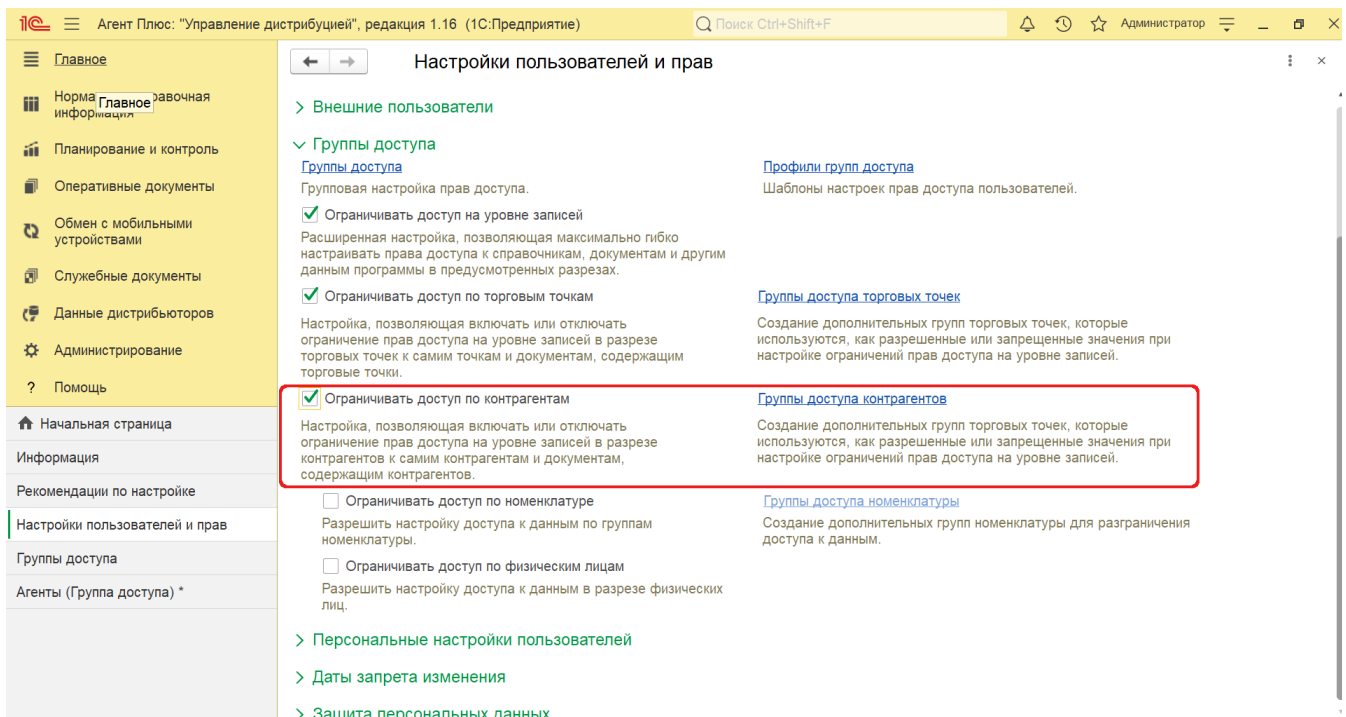 1С Агент Плюс: "Управление дистрибуцией", редакция 1.16 (1С:Предприятие)
Поиск Ctrl+Shift+F
Администратор
Главное
Главное
информация
Планирование и контроль
Оперативные документы
Обмен с мобильными
устройствами
Служебные документы
Данные дистрибьюторов
Администрирование
? Помощь
Начальная страница
Информация
Рекомендации по настройке
Настройки пользователей и прав
Группы доступа
Агенты (Группа доступа) *
Настройки пользователей и прав
Внешние пользователи
Группы доступа
Группы доступа
Групповая настройка прав доступа.
Профили групп доступа
Шаблоны настроек прав доступа пользователей.
Ограничивать доступ на уровне записей
Расширенная настройка, позволяющая максимально гибко
настраивать права доступа к справочникам, документам и другим
данным программы в предусмотренных разрезах.
Ограничивать доступ по торговым точкам
Настройка, позволяющая включать или отключать
ограничение прав доступа на уровне записей в разрезе
торговых точек к самим точкам и документам, содержащим
торговые точки.
Группы доступа торговых точек
Создание дополнительных групп торговых точек, которые
используются, как разрешенные или запрещенные значения при
настройке ограничений прав доступа на уровне записей.
Ограничивать доступ по контрагентам
Настройка, позволяющая включать или отключать
ограничение прав доступа на уровне записей в разрезе
контрагентов к самим контрагентам и документам,
содержащим контрагентов.
Группы доступа контрагентов
Создание дополнительных групп торговых точек, которые
используются, как разрешенные или запрещенные значения при
настройке ограничений прав доступа на уровне записей.
Ограничивать доступ по номенклатуре
Разрешить настройку доступа к данным по группам
номенклатуры.
Группы доступа номенклатуры
Создание дополнительных групп номенклатуры для разграничения
доступа к данным.
Ограничивать доступ по физическим лицам
Разрешить настройку доступа к данным в разрезе физических
лиц.
Персональные настройки пользователей
Даты запрета изменения
Защита персональных данных